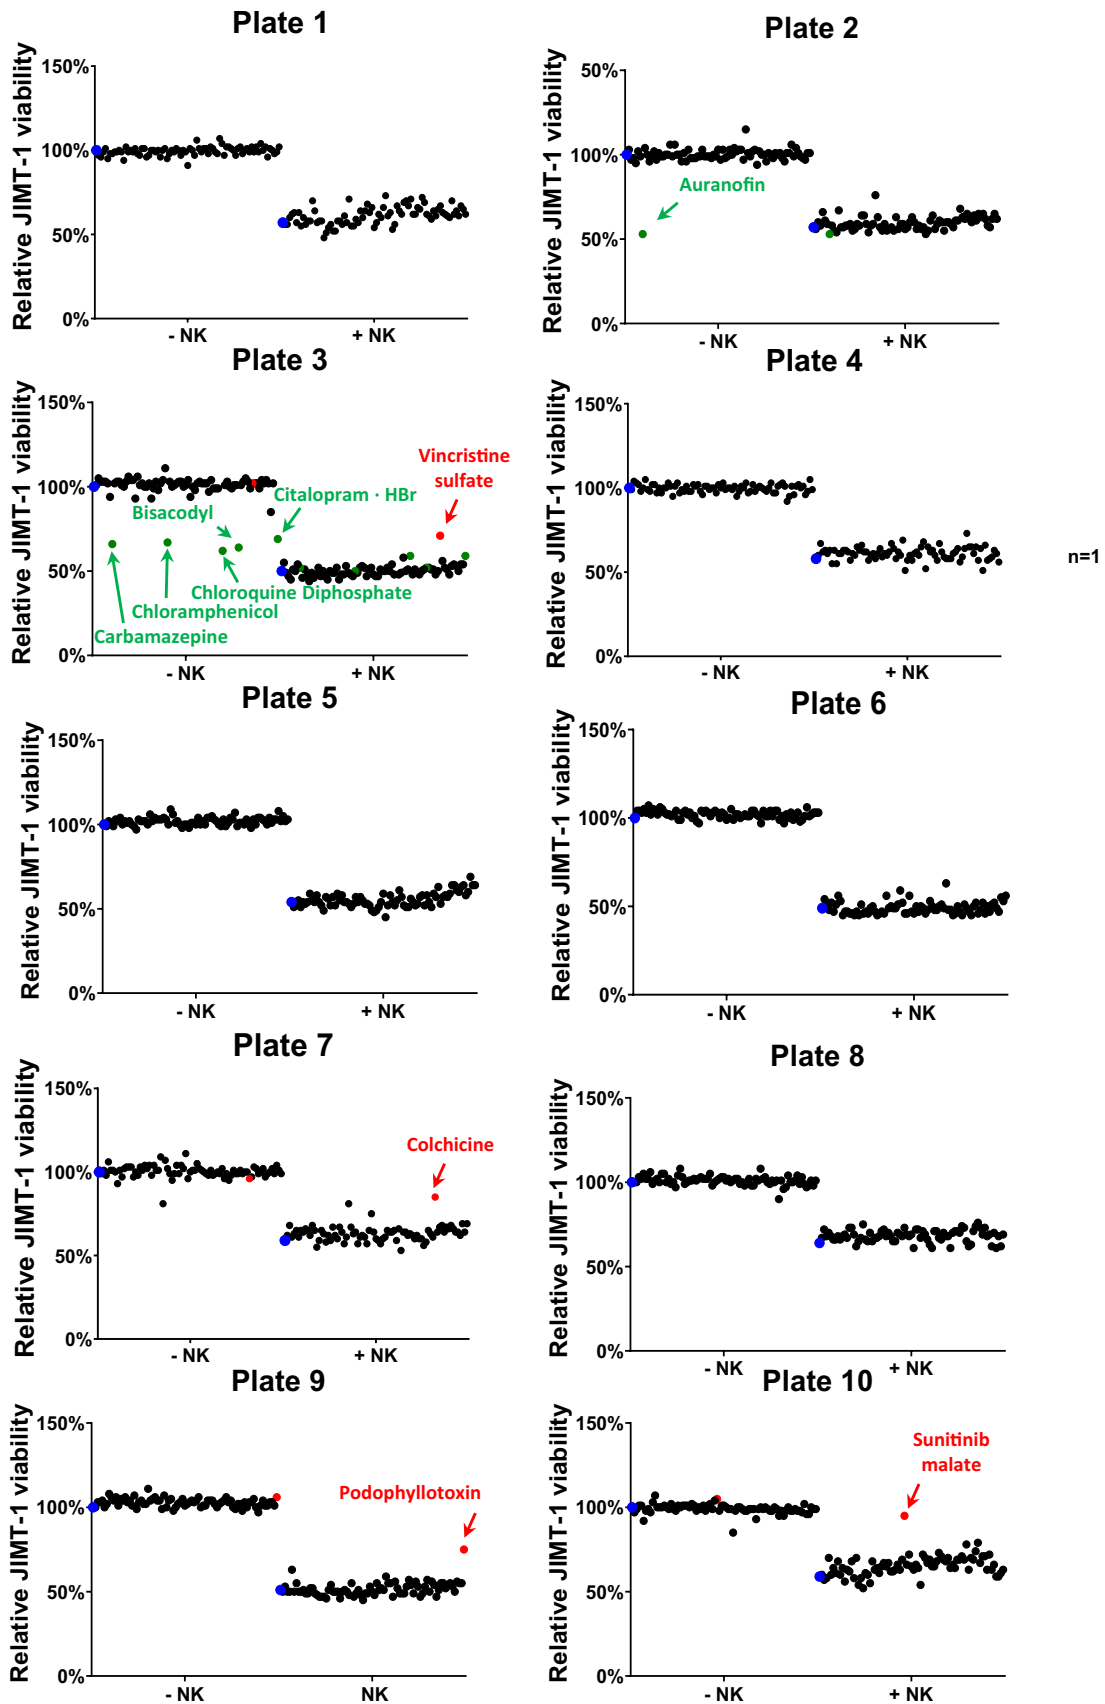 Plate 1
Relative JIMT-1 viability
150%
100%
50%
0%
- NK
+ NK
Plate 2
Relative JIMT-1 viability
50%
100%
50%
0%
Auranofin
- NK
+ NK
Plate 3
Relative JIMT-1 viability
150%
100%
50%
0%
Vincristine
sulfate
Citalopram · HBr
Bisacodyl
Chloroquine Diphosphate
Chloramphenicol
Carbamazepine
- NK
+ NK
Plate 4
Relative JIMT-1 viability
150%
100%
50%
0%
- NK
+ NK
n=1
Plate 5
Relative JIMT-1 viability
150%
100%
50%
0%
- NK
+ NK
Plate 6
Relative JIMT-1 viability
150%
100%
50%
0%
- NK
+ NK
Plate 7
Relative JIMT-1 viability
150%
100%
50%
0%
Colchicine
- NK
+ NK
Plate 8
Relative JIMT-1 viability
150%
100%
50%
0%
- NK
+ NK
Plate 9
Relative JIMT-1 viability
150%
100%
50%
0%
Podophyllotoxin
- NK
NK
Plate 10
Relative JIMT-1 viability
150%
100%
50%
0%
Sunitinib
malate
- NK
+ NK